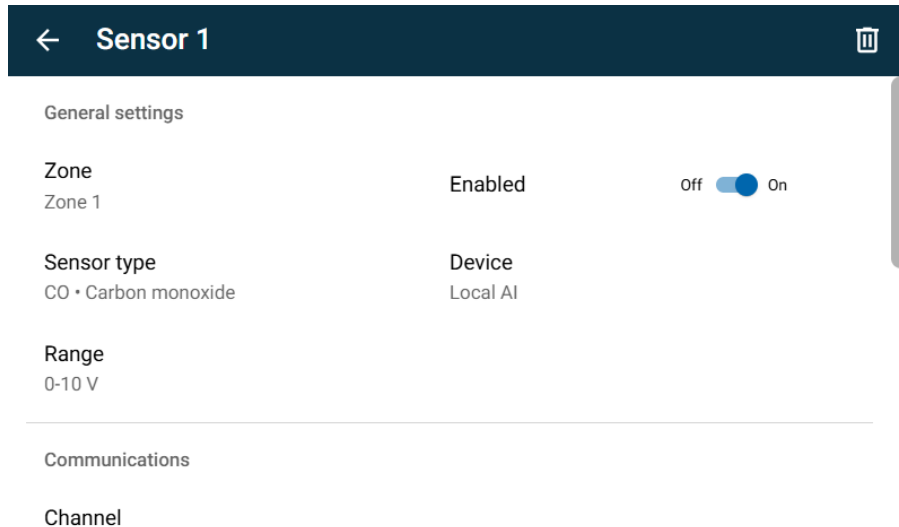 Sensor 1
General settings
Zone
Zone 1
Enabled
Off
On
Sensor type
CO • Carbon monoxide
Device
Local AI
Range
0-10 V
Communications
Channel